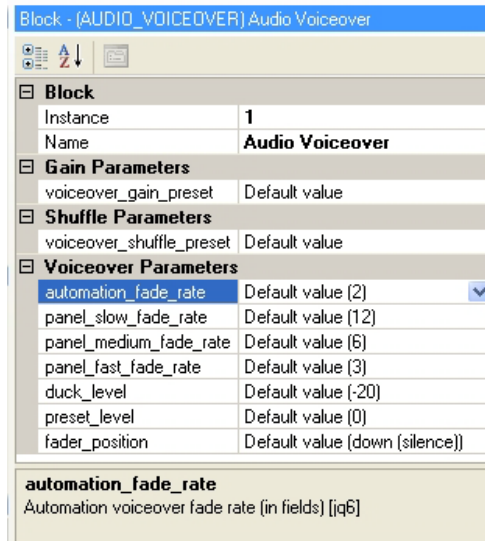 Block - (AUDIO_VOICEOVER) Audio Voiceover
Block
Instance 1
Name Audio Voiceover
Gain Parameters
voiceover_gain_preset Default value
Shuffle Parameters
voiceover_shuffle_preset Default value
Voiceover Parameters
automation_fade_rate Default value (2)
panel_slow_fade_rate Default value (12)
panel_medium_fade_rate Default value (6)
panel_fast_fade_rate Default value (3)
duck_level Default value (-20)
preset_level Default value (0)
fader_position Default value (down (silence))
automation_fade_rate
Automation voiceover fade rate (in fields) [jq6]